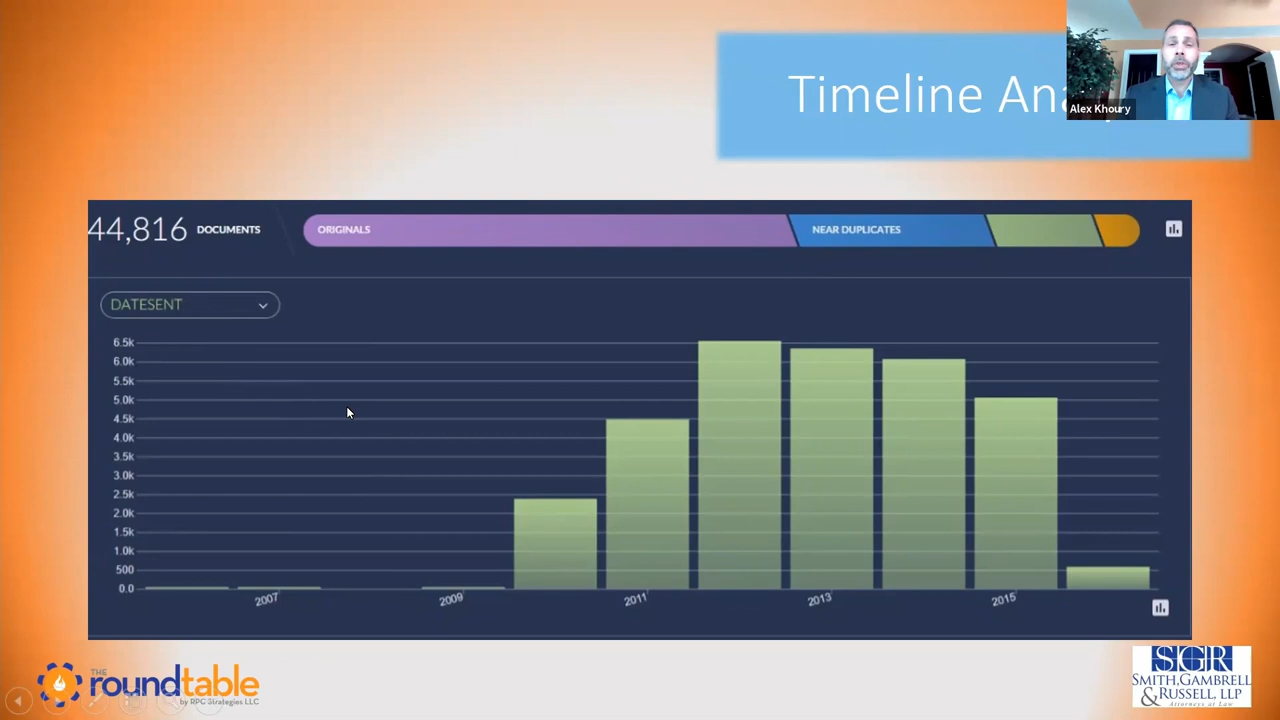 Timeline Ana
Alex Khoury
44,816 DOCUMENTS
ORIGINALS
NEAR DUPLICATES
DATESENT
6.5k
6.0k
5.5k
5.0k
4.5k
4.0k
3.5k
3.0k
2.5k
2.0k
1.5k
1.0k
500
0.0
2007
2009
2011
2013
2015
THE
roundtable
by RPG Strategies LLC
SGR
SMITH, GAMBRELL
& RUSSELL, LLP
Attorneys at Law